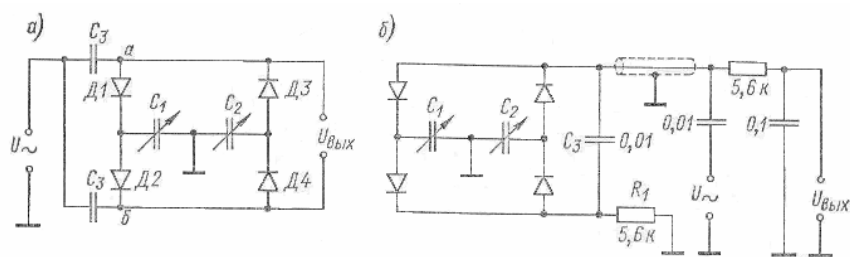 а)
C3
а
Д1
C1
C2
Д3
U~
Uвых
C3
Д2
Д4
б
б)
C1
C2
C3
0,01
0,01
5,6 к
0,1
R1
5,6 к
U~
Uвых